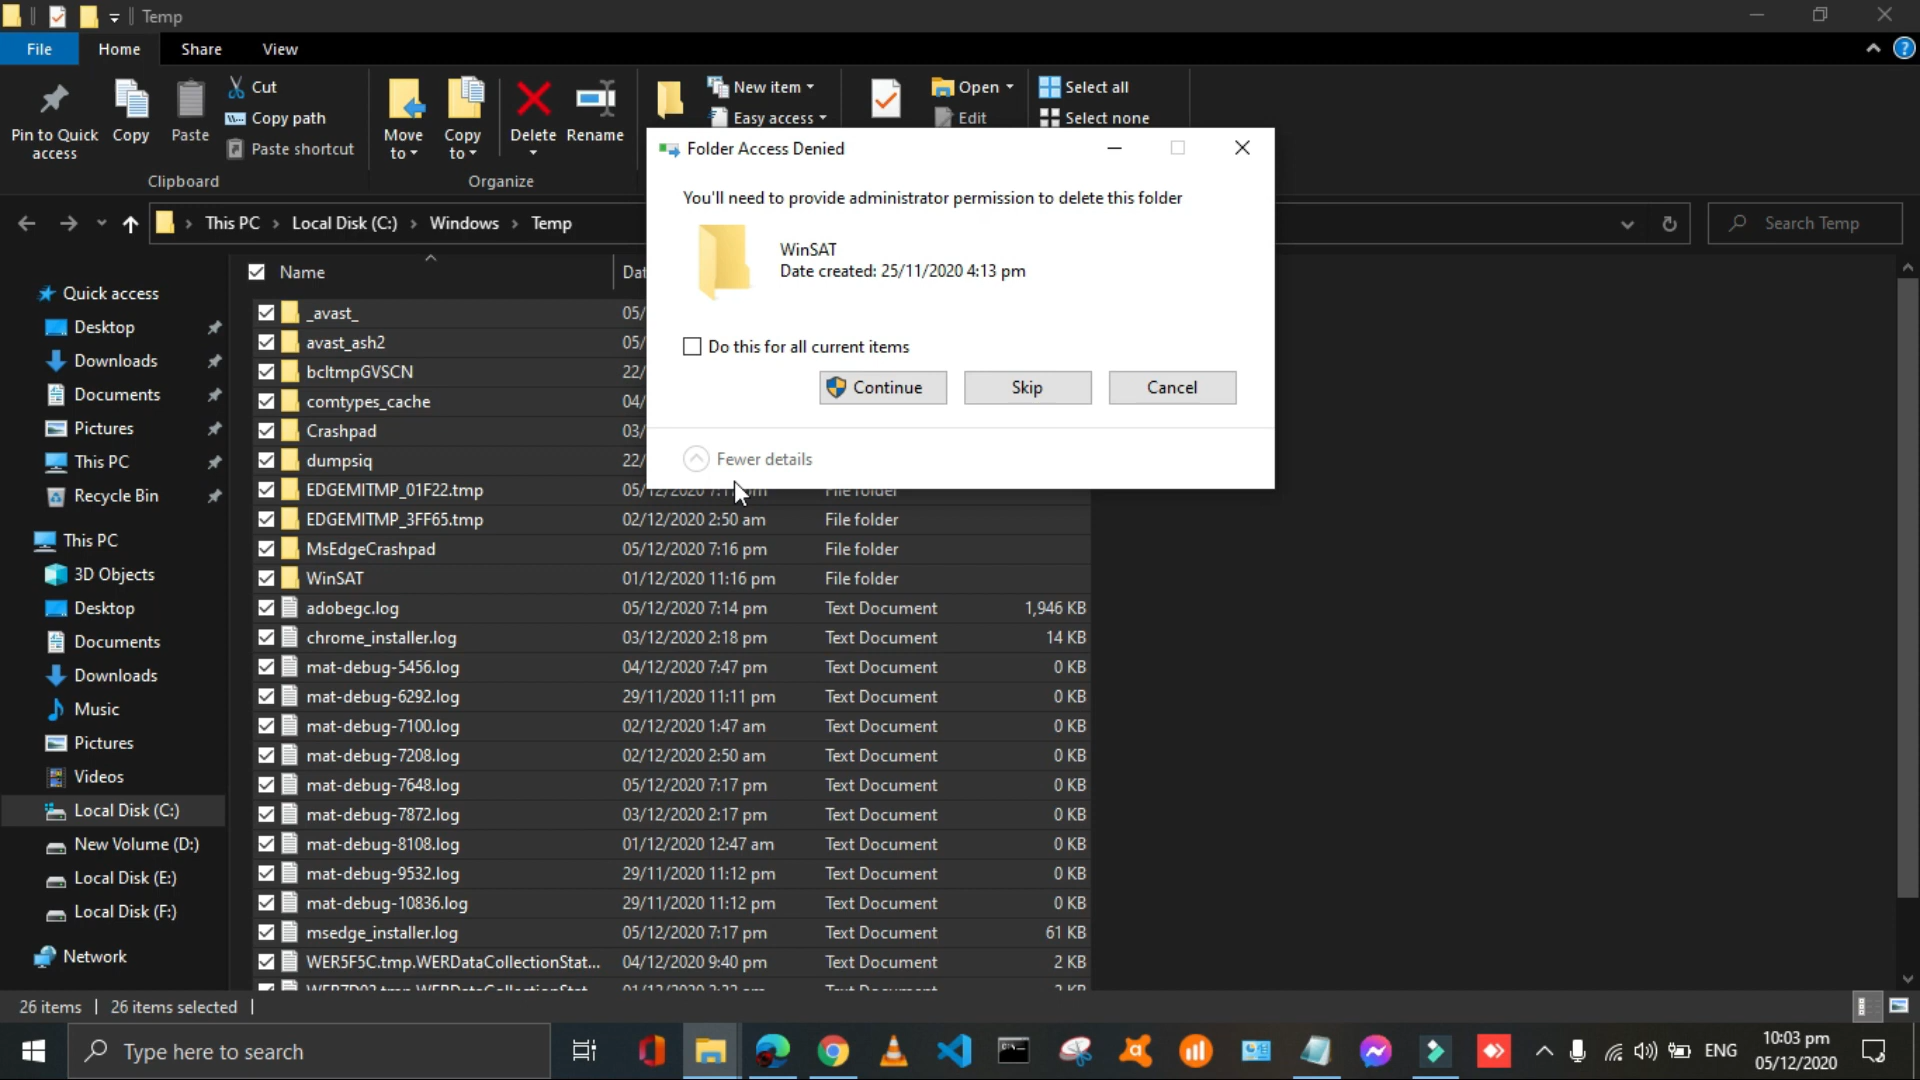 Temp
File
Home
Share
View
Pin to Quick access
Copy
Paste
Cut
Copy path
Paste shortcut
Clipboard
Move to
Copy to
Delete
Rename
Organize
New item
Easy access
Open
Edit
Select all
Select none
This PC
Local Disk (C:)
Windows
Temp
Search Temp
Folder Access Denied
You'll need to provide administrator permission to delete this folder
WinSAT
Date created: 25/11/2020 4:13 pm
Do this for all current items
Continue
Skip
Cancel
Fewer details
Quick access
Desktop
Downloads
Documents
Pictures
This PC
Recycle Bin
This PC
3D Objects
Desktop
Documents
Downloads
Music
Pictures
Videos
Local Disk (C:)
New Volume (D:)
Local Disk (E:)
Local Disk (F:)
Network
Name
_avast_ 05/
avast_ash2 05/
bcltmpGVSCN 22/
comtypes_cache 04/
Crashpad 03/
dumpsiq 22/
EDGEMITMP_01F22.tmp 05/12/2020 File folder
EDGEMITMP_3FF65.tmp 02/12/2020 2:50 am File folder
MsEdgeCrashpad 05/12/2020 7:16 pm File folder
WinSAT 01/12/2020 11:16 pm File folder
adobegc.log 05/12/2020 7:14 pm Text Document 1,946 KB
chrome_installer.log 03/12/2020 2:18 pm Text Document 14 KB
mat-debug-5456.log 04/12/2020 7:47 pm Text Document 0 KB
mat-debug-6292.log 29/11/2020 11:11 pm Text Document 0 KB
mat-debug-7100.log 02/12/2020 1:47 am Text Document 0 KB
mat-debug-7208.log 02/12/2020 2:50 am Text Document 0 KB
mat-debug-7648.log 05/12/2020 7:17 pm Text Document 0 KB
mat-debug-7872.log 03/12/2020 2:17 pm Text Document 0 KB
mat-debug-8108.log 01/12/2020 12:47 am Text Document 0 KB
mat-debug-9532.log 29/11/2020 11:12 pm Text Document 0 KB
mat-debug-10836.log 29/11/2020 11:12 pm Text Document 0 KB
msedge_installer.log 05/12/2020 7:17 pm Text Document 61 KB
WER5F5C.tmp.WERDataCollectionStat... 04/12/2020 9:40 pm Text Document 2 KB
26 items
26 items selected
Type here to search
ENG
10:03 pm
05/12/2020